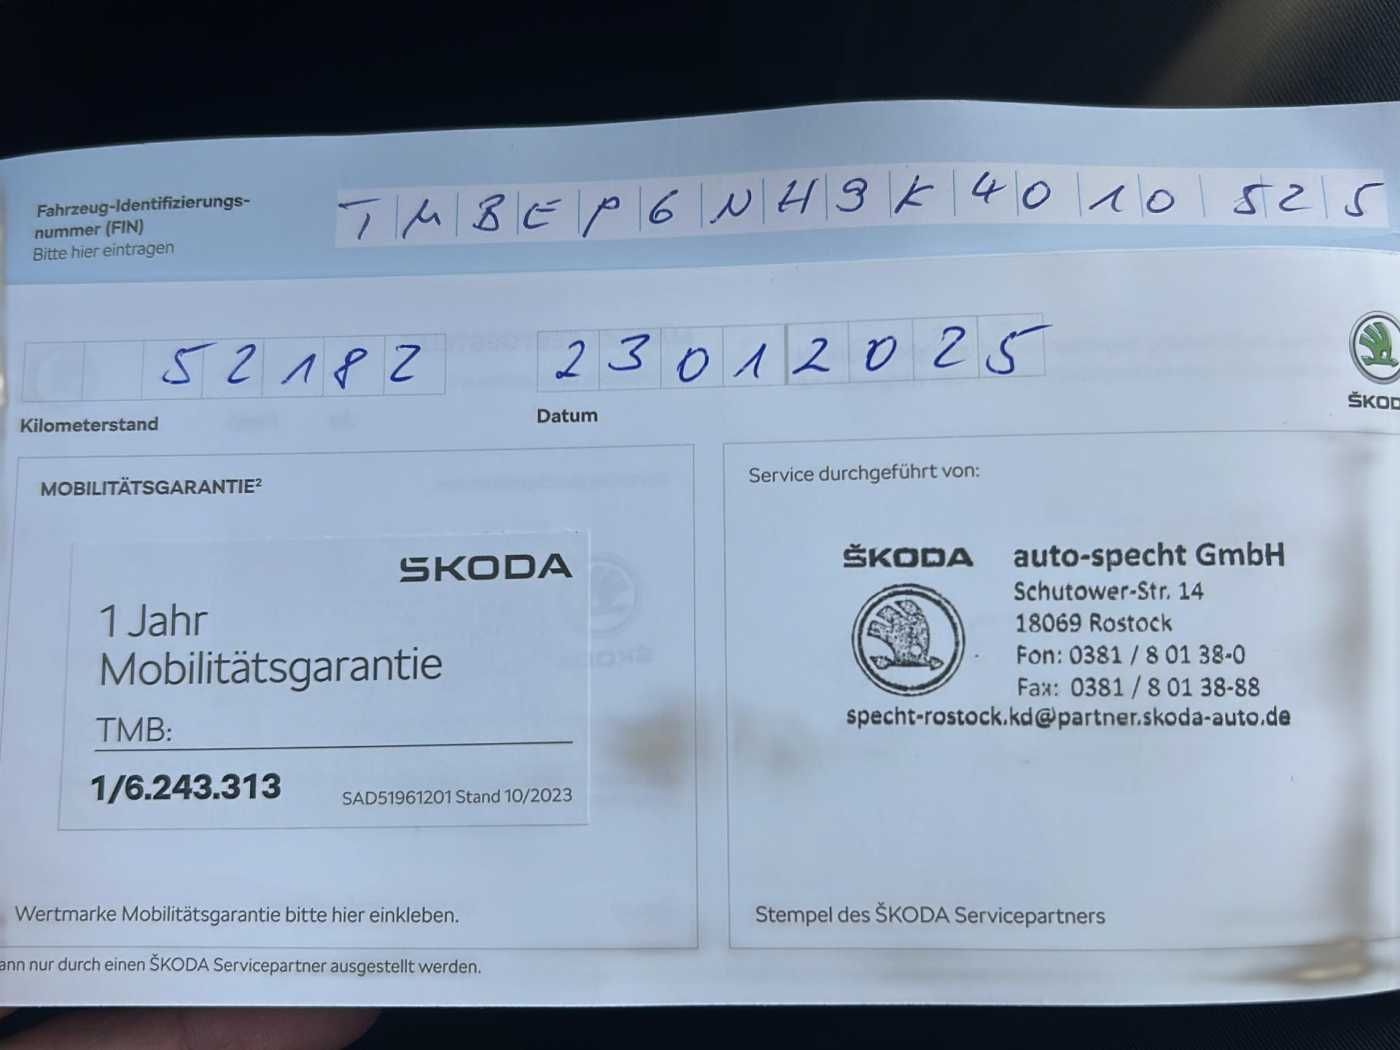 Fahrzeug-Identifizierungs-
nummer (FIN)
Bitte hier eintragen
TMBEP6NH9K4010525
52182
23012025
Kilometerstand
Datum
ŠKOD
MOBILITÄTSGARANTIE²
ŠKODA
1 Jahr
Mobilitätsgarantie
TMB:
1/6.243.313
SAD51961201 Stand 10/2023
Wertmarke Mobilitätsgarantie bitte hier einkleben.
Service durchgeführt von:
ŠKODA
auto-specht GmbH
Schutower-Str. 14
18069 Rostock
Fon: 0381 / 8 01 38-0
Fax: 0381 / 8 01 38-88
specht-rostock.kd@partner.skoda-auto.de
Stempel des ŠKODA Servicepartners
ann nur durch einen ŠKODA Servicepartner ausgestellt werden.